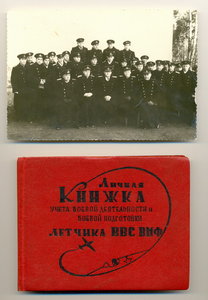 Личная
Книжка
учета боевой деятельности и
боевой подготовки
летчика ВВС ВМФ